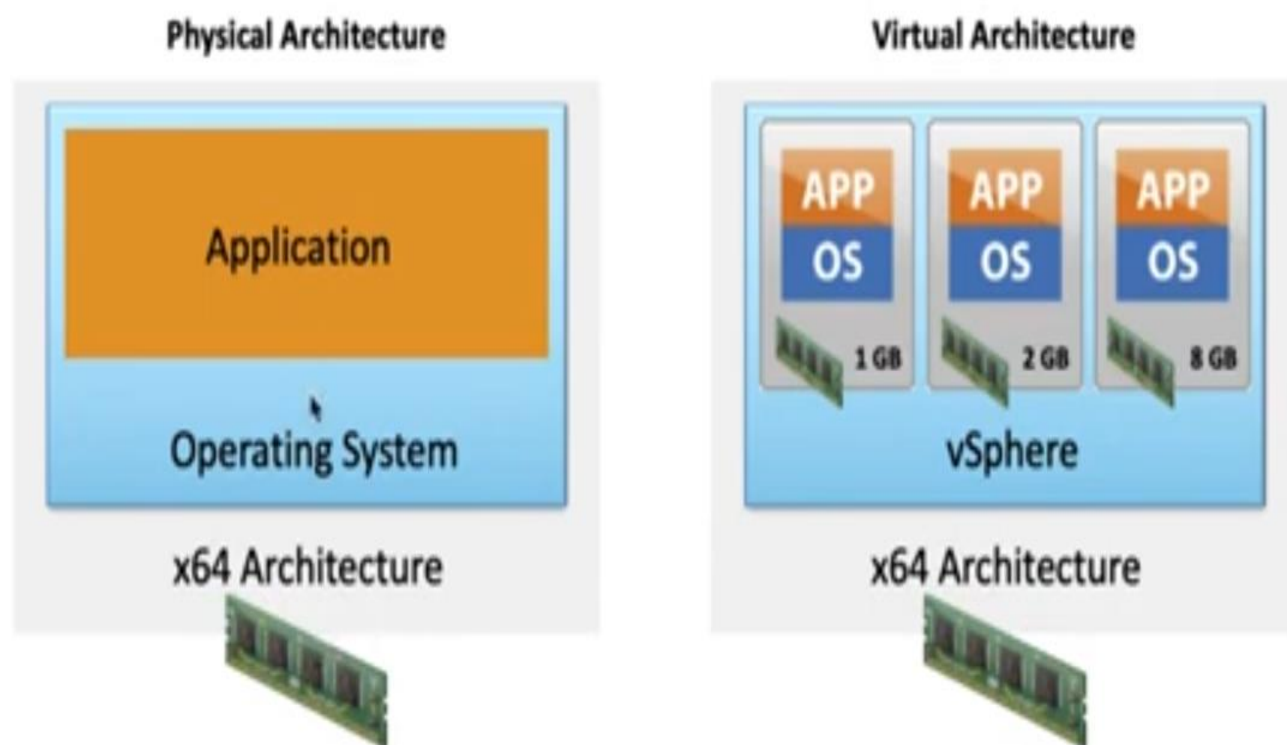 Physical Architecture
Application
Operating System
x64 Architecture
Virtual Architecture
APP
OS
1 GB
APP
OS
2 GB
APP
OS
8 GB
vSphere
x64 Architecture